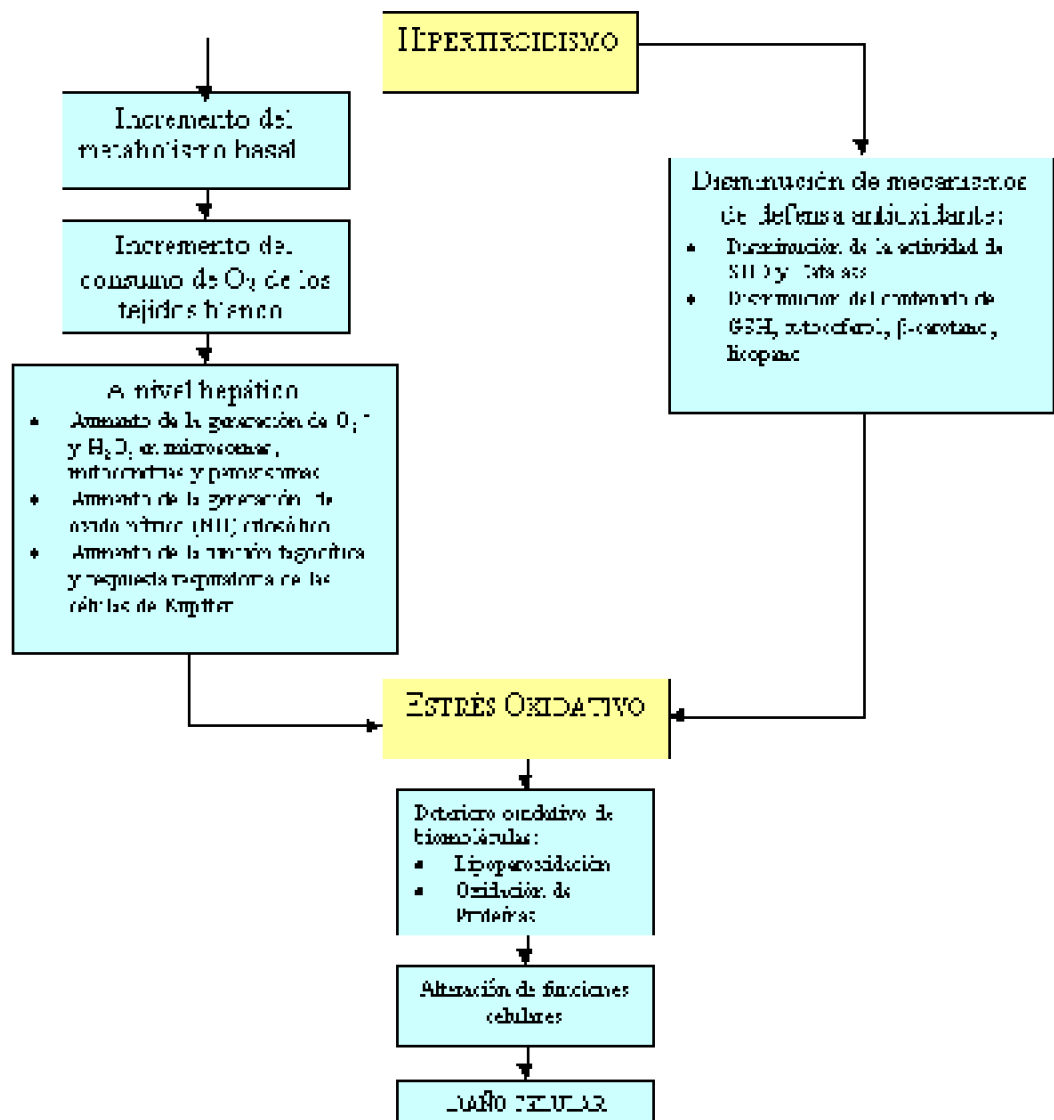 HIPERTIROIDISMO
Incremento del
metabolismo basal
Incremento del
consumo de O2 de los
tejidos blanco
A nivel hepático
• Aumento de la generación de O2·-
y H2O2 en microsomas,
mitocondrias y peroxisomas
• Aumento de la generación de
óxido nítrico (NO) citosólico
• Aumento de la función fagocítica
y respuesta respiratoria de las
células de Kupffer
Disminución de mecanismos
de defensa antioxidante:
• Disminución de la actividad de
SOD y Catalasa
• Disminución del contenido de
GSH, β-caroteno,
licopeno
ESTRÉS OXIDATIVO
Deterioro oxidativo de
biomoléculas:
• Lipoperoxidación
• Oxidación de
Proteínas
Alteración de funciones
celulares
DAÑO CELULAR